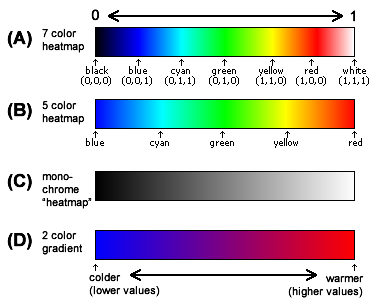 0 1
(A) 7 color
heatmap
black blue cyan green yellow red white
(0,0,0) (0,0,1) (0,1,1) (0,1,0) (1,1,0) (1,0,0) (1,1,1)
(B) 5 color
heatmap
blue cyan green yellow red
(C) mono-
chrome
"heatmap"
(D) 2 color
gradient
colder warmer
(lower values) (higher values)